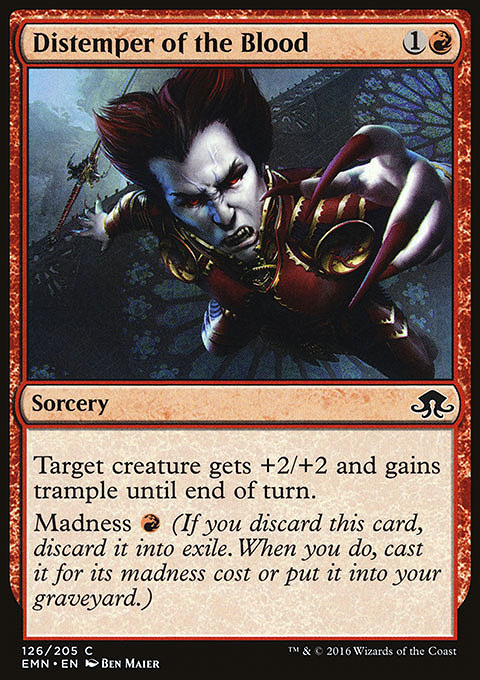 Distemper of the Blood 1
Sorcery
Target creature gets +2/+2 and gains
trample until end of turn.
Madness (If you discard this card,
discard it into exile. When you do, cast
it for its madness cost or put it into your
graveyard.)
126/205 C
EMN • EN Ben Maier
™ & © 2016 Wizards of the Coast